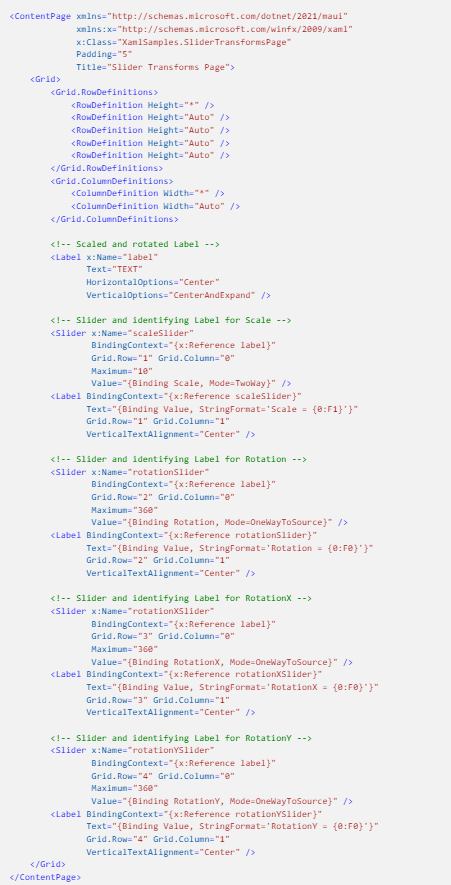 <ContentPage xmlns="http://schemas.microsoft.com/dotnet/2021/maui"
             xmlns:x="http://schemas.microsoft.com/winfx/2009/xaml"
             x:Class="XamlSamples.SliderTransformsPage"
             Padding="5"
             Title="Slider Transforms Page">
    <Grid>
        <Grid.RowDefinitions>
            <RowDefinition Height="*" />
            <RowDefinition Height="Auto" />
            <RowDefinition Height="Auto" />
            <RowDefinition Height="Auto" />
            <RowDefinition Height="Auto" />
        </Grid.RowDefinitions>
        <Grid.ColumnDefinitions>
            <ColumnDefinition Width="*" />
            <ColumnDefinition Width="Auto" />
        </Grid.ColumnDefinitions>

        <!-- Scaled and rotated Label -->
        <Label x:Name="label"
               Text="TEXT"
               HorizontalOptions="Center"
               VerticalOptions="CenterAndExpand" />

        <!-- Slider and identifying Label for Scale -->
        <Slider x:Name="scaleSlider"
                BindingContext="{x:Reference label}"
                Grid.Row="1" Grid.Column="0"
                Maximum="10"
                Value="{Binding Scale, Mode=TwoWay}" />
        <Label BindingContext="{x:Reference scaleSlider}"
               Text="{Binding Value, StringFormat='Scale = {0:F1}'}"
               Grid.Row="1" Grid.Column="1"
               VerticalTextAlignment="Center" />

        <!-- Slider and identifying Label for Rotation -->
        <Slider x:Name="rotationSlider"
                BindingContext="{x:Reference label}"
                Grid.Row="2" Grid.Column="0"
                Maximum="360"
                Value="{Binding Rotation, Mode=OneWayToSource}" />
        <Label BindingContext="{x:Reference rotationSlider}"
               Text="{Binding Value, StringFormat='Rotation = {0:F0}'}"
               Grid.Row="2" Grid.Column="1"
               VerticalTextAlignment="Center" />

        <!-- Slider and identifying Label for RotationX -->
        <Slider x:Name="rotationXSlider"
                BindingContext="{x:Reference label}"
                Grid.Row="3" Grid.Column="0"
                Maximum="360"
                Value="{Binding RotationX, Mode=OneWayToSource}" />
        <Label BindingContext="{x:Reference rotationXSlider}"
               Text="{Binding Value, StringFormat='RotationX = {0:F0}'}"
               Grid.Row="3" Grid.Column="1"
               VerticalTextAlignment="Center" />

        <!-- Slider and identifying Label for RotationY -->
        <Slider x:Name="rotationYSlider"
                BindingContext="{x:Reference label}"
                Grid.Row="4" Grid.Column="0"
                Maximum="360"
                Value="{Binding RotationY, Mode=OneWayToSource}" />
        <Label BindingContext="{x:Reference rotationYSlider}"
               Text="{Binding Value, StringFormat='RotationY = {0:F0}'}"
               Grid.Row="4" Grid.Column="1"
               VerticalTextAlignment="Center" />
    </Grid>
</ContentPage>